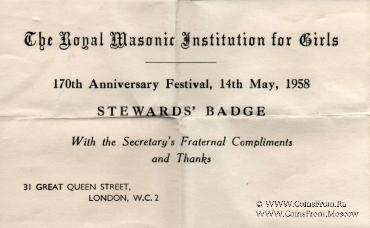 The Royal Masonic Institution for Girls
170th Anniversary Festival, 14th May, 1958
STEWARDS' BADGE
With the Secretary's Fraternal Compliments
and Thanks
31 GREAT QUEEN STREET,
LONDON, W.C. 2
© www.CoinsFrom.Ru
www.CoinsFrom.Moscow